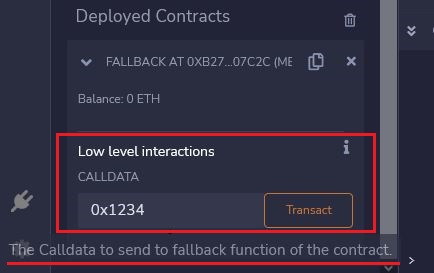 Deployed Contracts
FALLBACK AT 0XB27...07C2C (ME
Balance: 0 ETH
Low level interactions
CALLDATA
0x1234
Transact
The Calldata to send to fallback function of the contract.